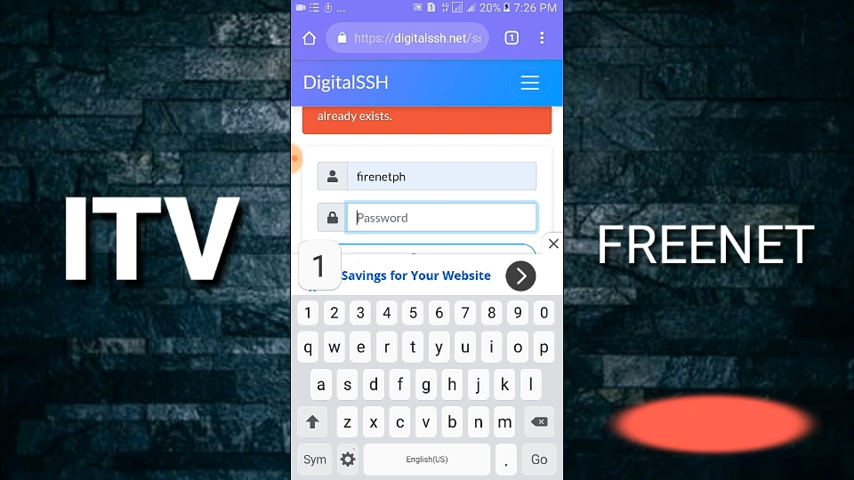 20% 7:26 PM
https://digitalssh.net/ss
1
DigitalSSH
already exists.
firenetph
Password
1
Savings for Your Website
1 2 3 4 5 6 7 8 9 0
q w e r t y u i o p
a s d f g h j k l
z x c v b n m
Sym
English(US)
.
Go
ITV
FREENET